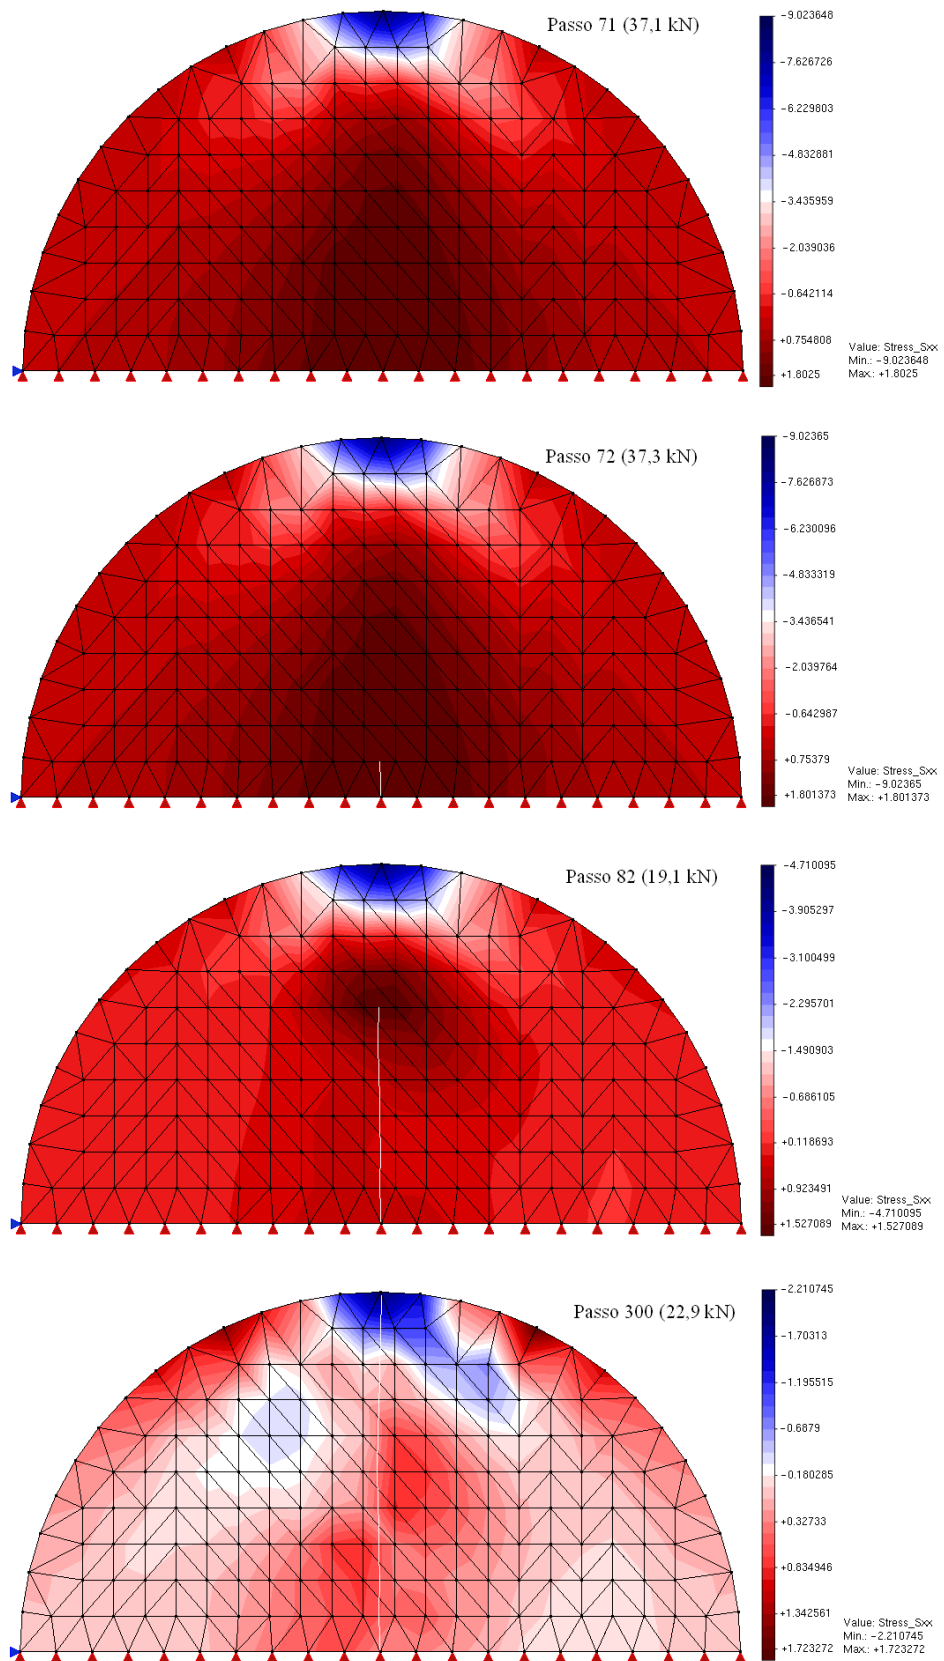 Passo 71 (37,1 kN)
-9.023648
-7.626726
-6.229803
-4.832881
-3.435959
-2.039036
-0.642114
+0.754808
+1.8025
Value: Stress_Sxx
Min.: -9.023648
Max.: +1.8025
Passo 72 (37,3 kN)
-9.02365
-7.626873
-6.230096
-4.833319
-3.436541
-2.039764
-0.642987
+0.75379
+1.801373
Value: Stress_Sxx
Min.: -9.02365
Max.: +1.801373
Passo 82 (19,1 kN)
-4.710095
-3.905297
-3.100499
-2.295701
-1.490903
-0.686105
+0.118693
+0.923491
+1.527089
Value: Stress_Sxx
Min.: -4.710095
Max.: +1.527089
Passo 300 (22,9 kN)
-2.210745
-1.70313
-1.195515
-0.6879
-0.180285
+0.32733
+0.834946
+1.342561
+1.723272
Value: Stress_Sxx
Min.: -2.210745
Max.: +1.723272